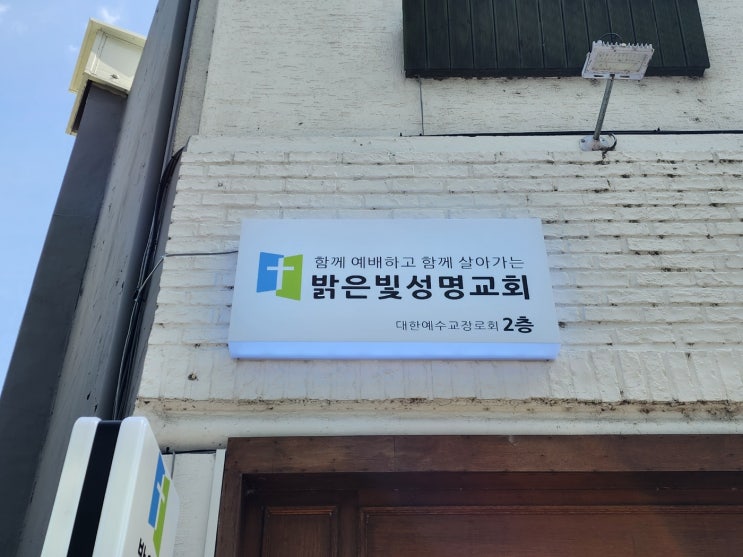 함께 예배하고 함께 살아가는
밝은빛성명교회
대한예수교장로회 2층